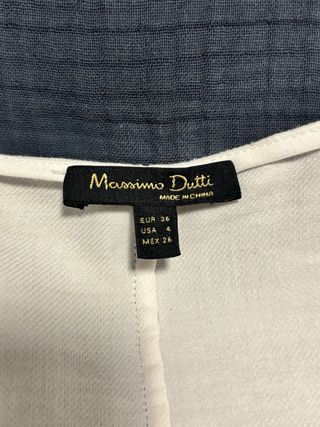 Massimo Dutti
MADE IN CHINA
EUR 36
USA 4
MEX 26